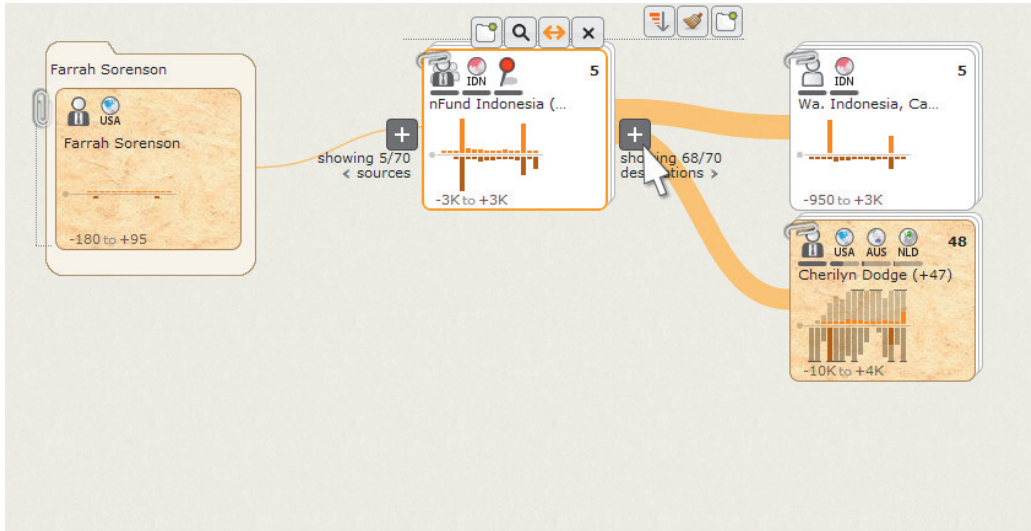 Farrah Sorenson
USA
Farrah Sorenson
-180 to +95
showing 5/70
< sources
IDN
5
nFund Indonesia (...
-3K to +3K
showing 68/70
destinations >
IDN
5
Wa. Indonesia, Ca...
-950 to +3K
USA AUS NLD
48
Cherilyn Dodge (+47)
-10K to +4K